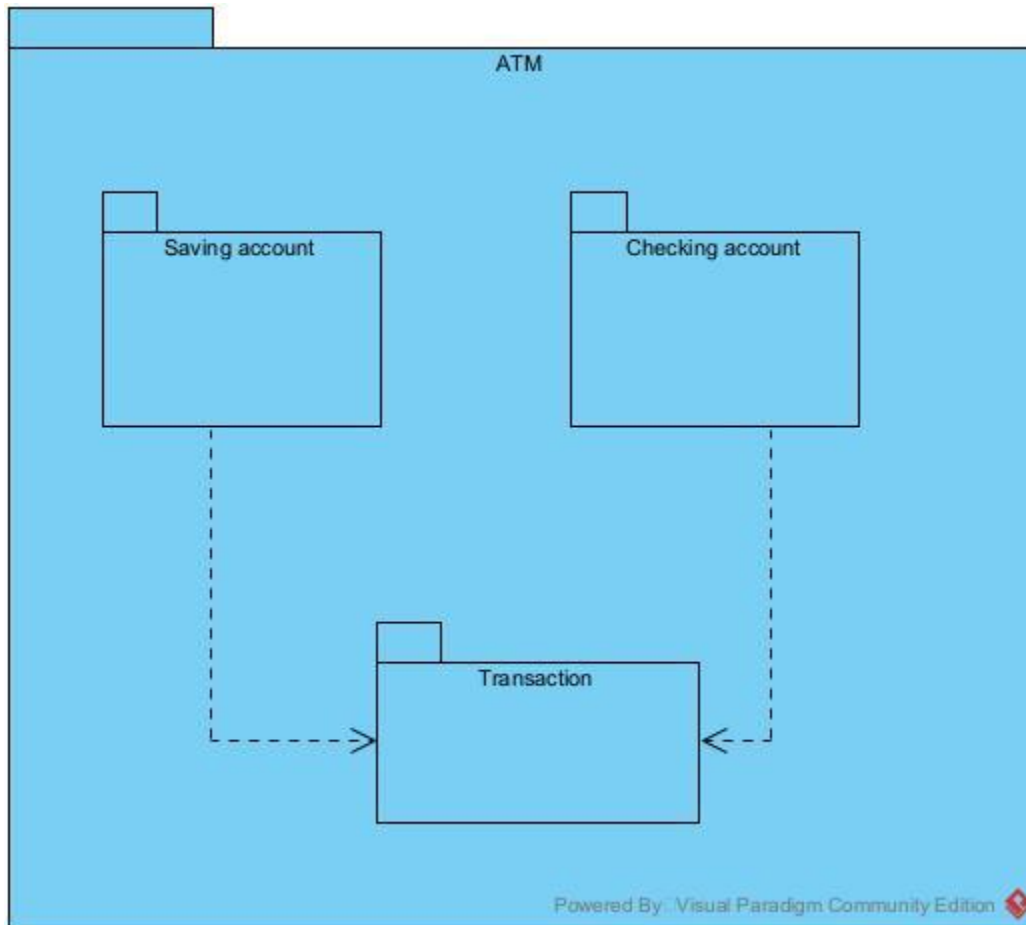 ATM
Saving account
Checking account
Transaction
Powered By Visual Paradigm Community Edition